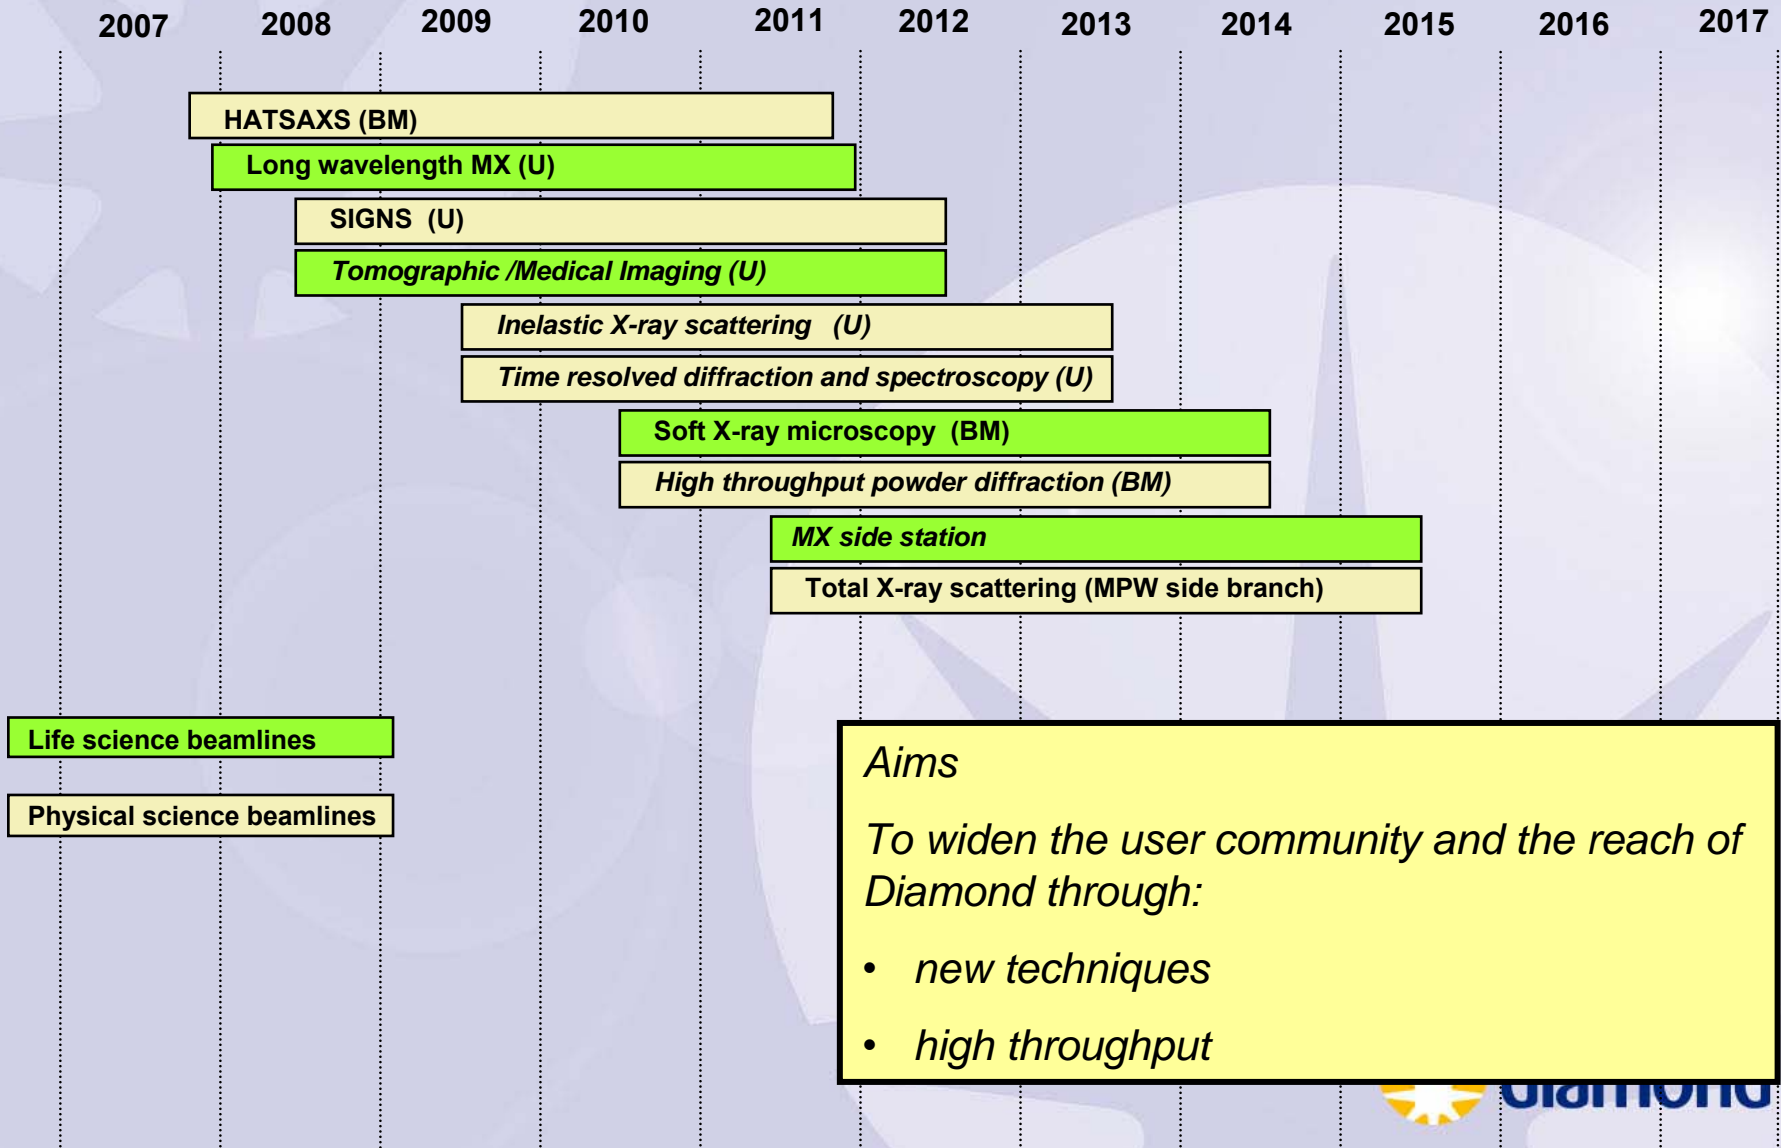 2007 2008 2009 2010 2011 2012 2013 2014 2015 2016 2017
HATSAXS (BM)
Long wavelength MX (U)
SIGNS (U)
Tomographic /Medical Imaging (U)
Inelastic X-ray scattering (U)
Time resolved diffraction and spectroscopy (U)
Soft X-ray microscopy (BM)
High throughput powder diffraction (BM)
MX side station
Total X-ray scattering (MPW side branch)
Life science beamlines
Physical science beamlines
Aims
To widen the user community and the reach of
Diamond through:
• new techniques
• high throughput
diamond